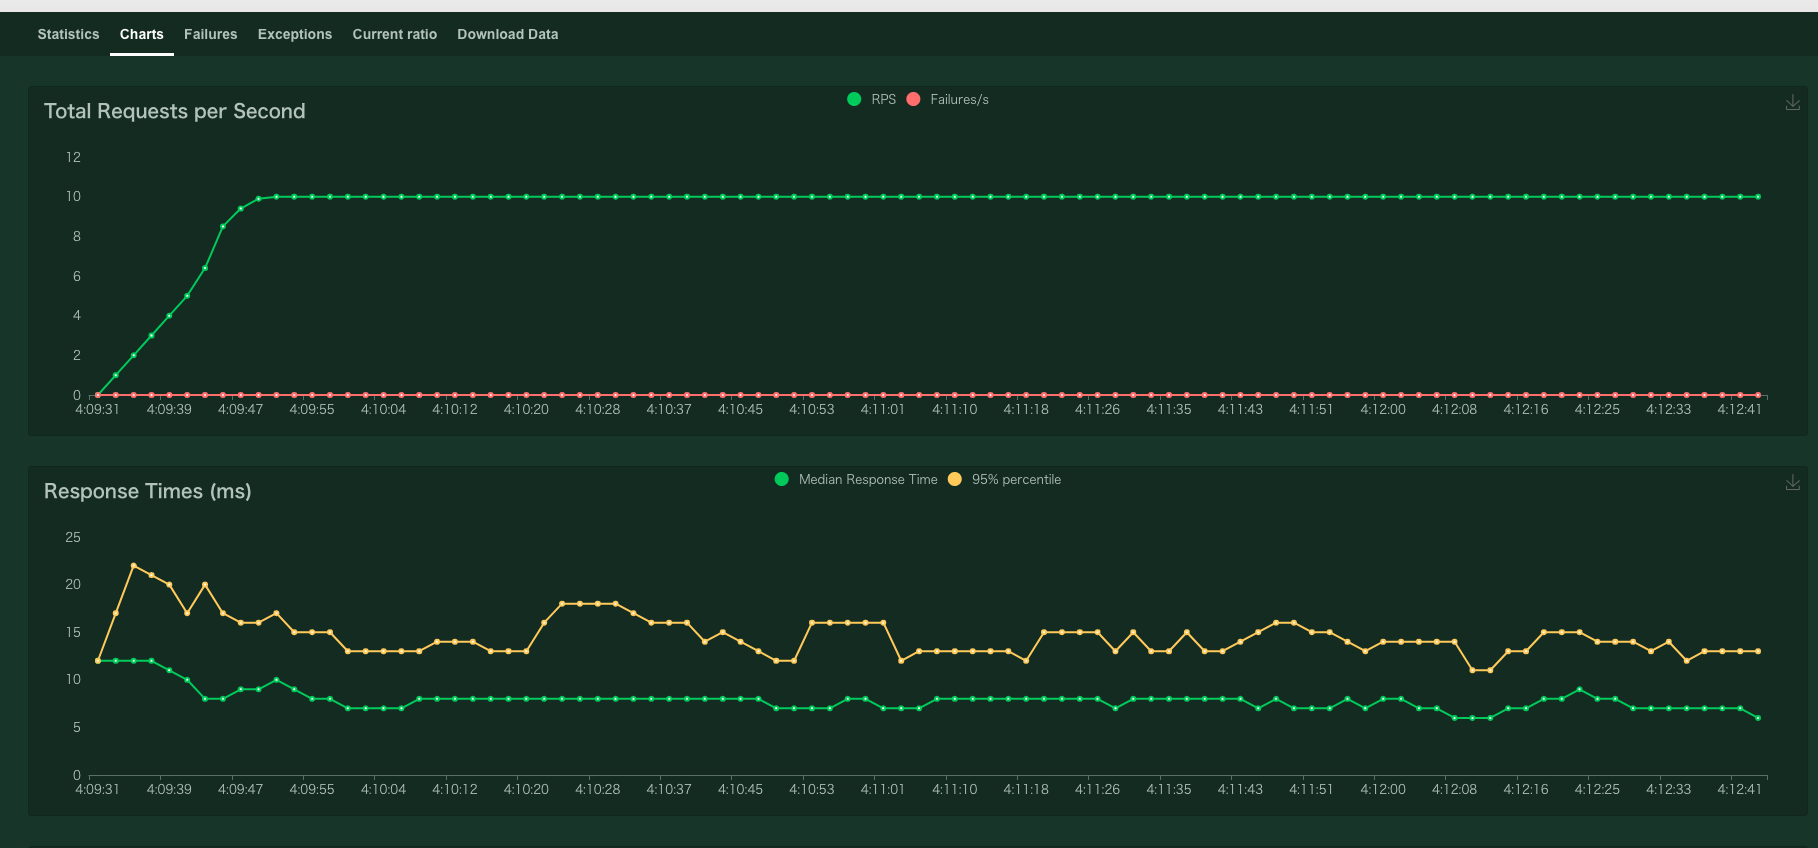 Statistics Charts Failures Exceptions Current ratio Download Data
Total Requests per Second
RPS Failures/s
12
10
8
6
4
2
0
4:09:31 4:09:39 4:09:47 4:09:55 4:10:04 4:10:12 4:10:20 4:10:28 4:10:37 4:10:45 4:10:53 4:11:01 4:11:10 4:11:18 4:11:26 4:11:35 4:11:43 4:11:51 4:12:00 4:12:08 4:12:16 4:12:25 4:12:33 4:12:41
Response Times (ms)
Median Response Time 95% percentile
25
20
15
10
5
0
4:09:31 4:09:39 4:09:47 4:09:55 4:10:04 4:10:12 4:10:20 4:10:28 4:10:37 4:10:45 4:10:53 4:11:01 4:11:10 4:11:18 4:11:26 4:11:35 4:11:43 4:11:51 4:12:00 4:12:08 4:12:16 4:12:25 4:12:33 4:12:41